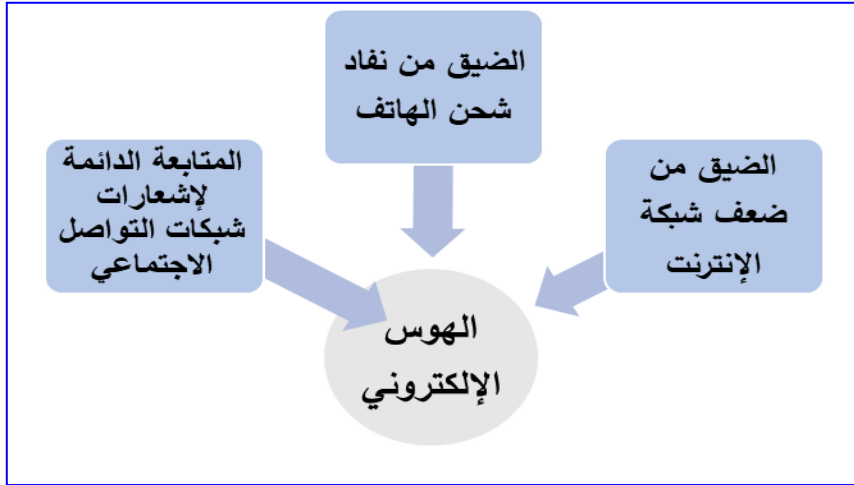 الضيق من نفاد
شحن الهاتف
الضيق من
ضعف شبكة
الإنترنت
المتابعة الدائمة
لإشعارات
شبكات التواصل
الاجتماعي
الهوس
الإلكتروني